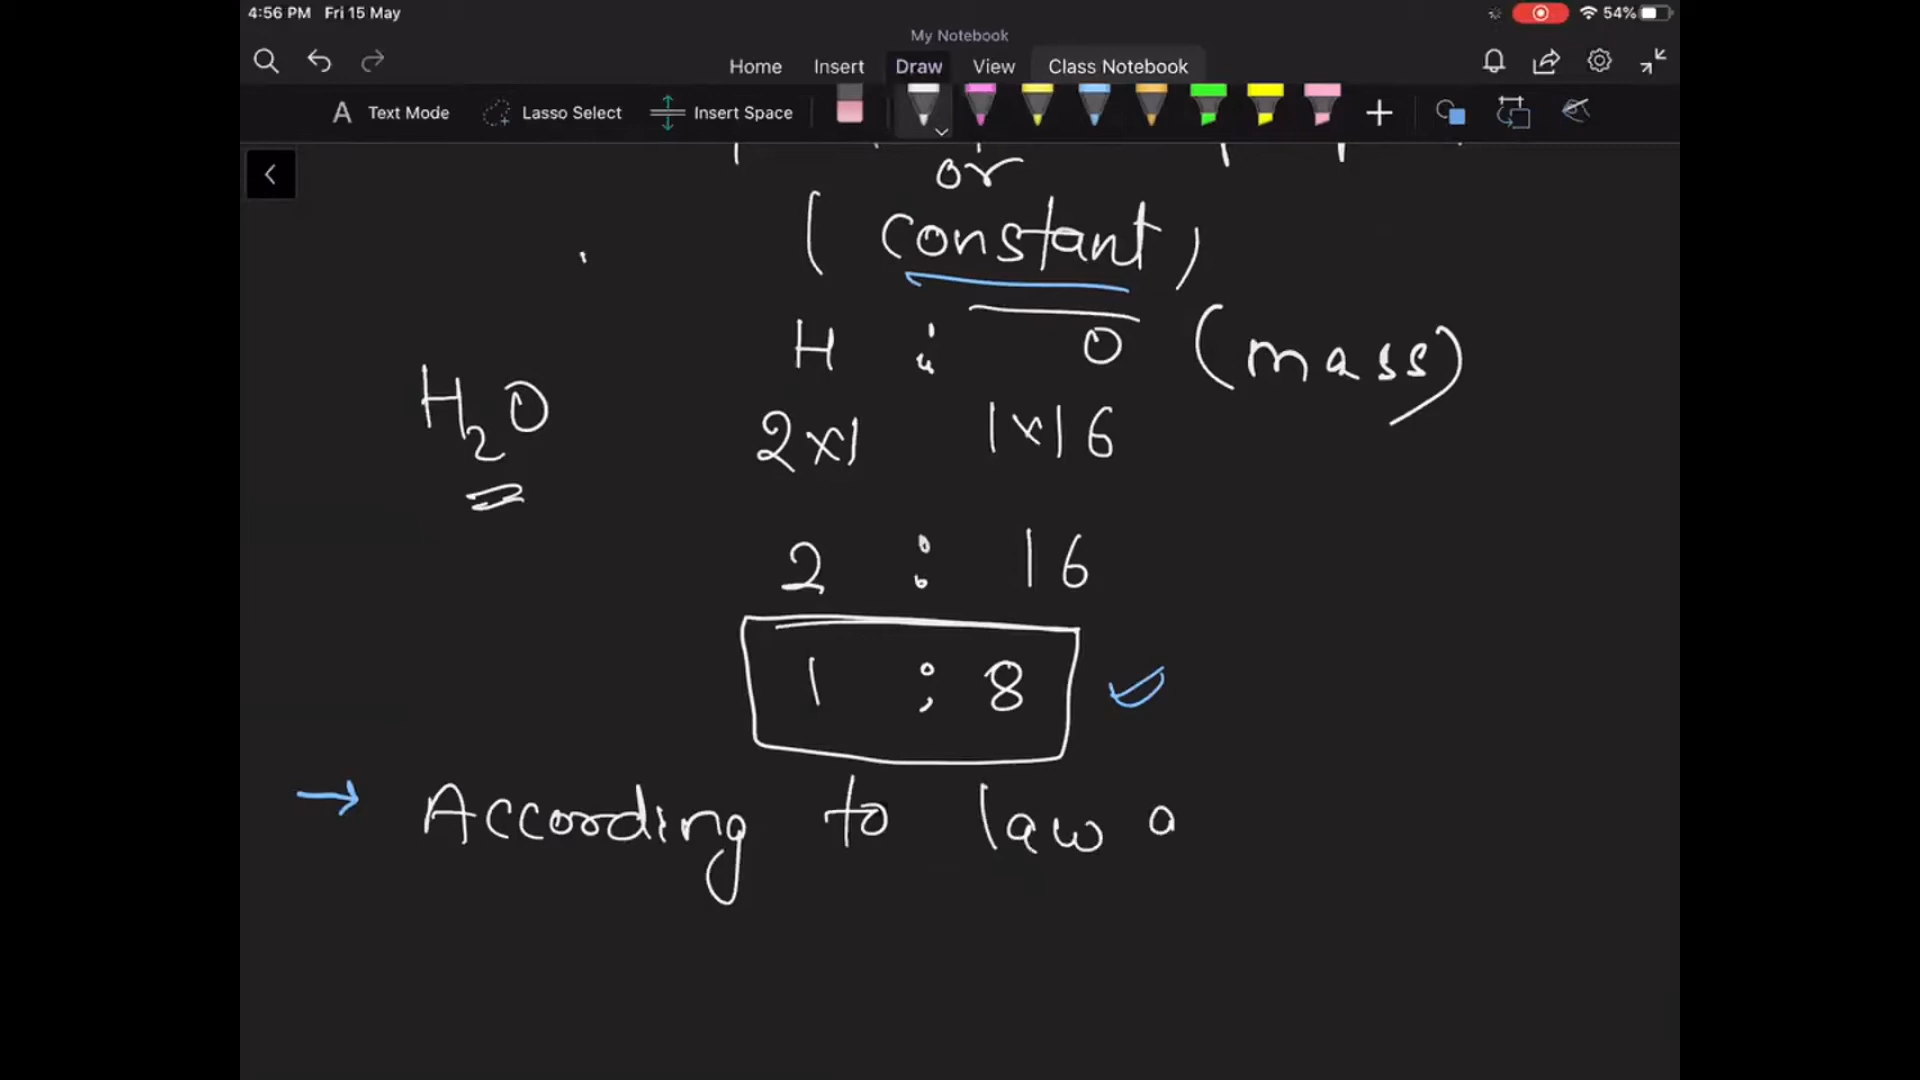 4:56 PM Fri 15 May
54%
My Notebook
Home Insert Draw View Class Notebook
A Text Mode Lasso Select Insert Space
or
(constant)
H : O (mass)
H2O
2x1 1x16
2 : 16
1 : 8
→ According to law o